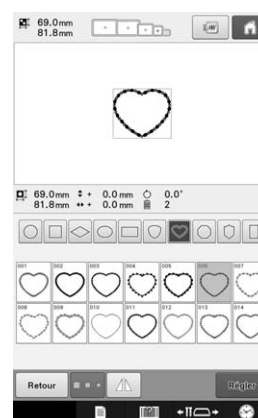 69.0mm
81.8mm
69.0mm + 0.0mm 0.0°
81.8mm + 0.0mm 2
001 002 003 004 005 006 007
008 009 010 011 012 013 014
Retour Régler